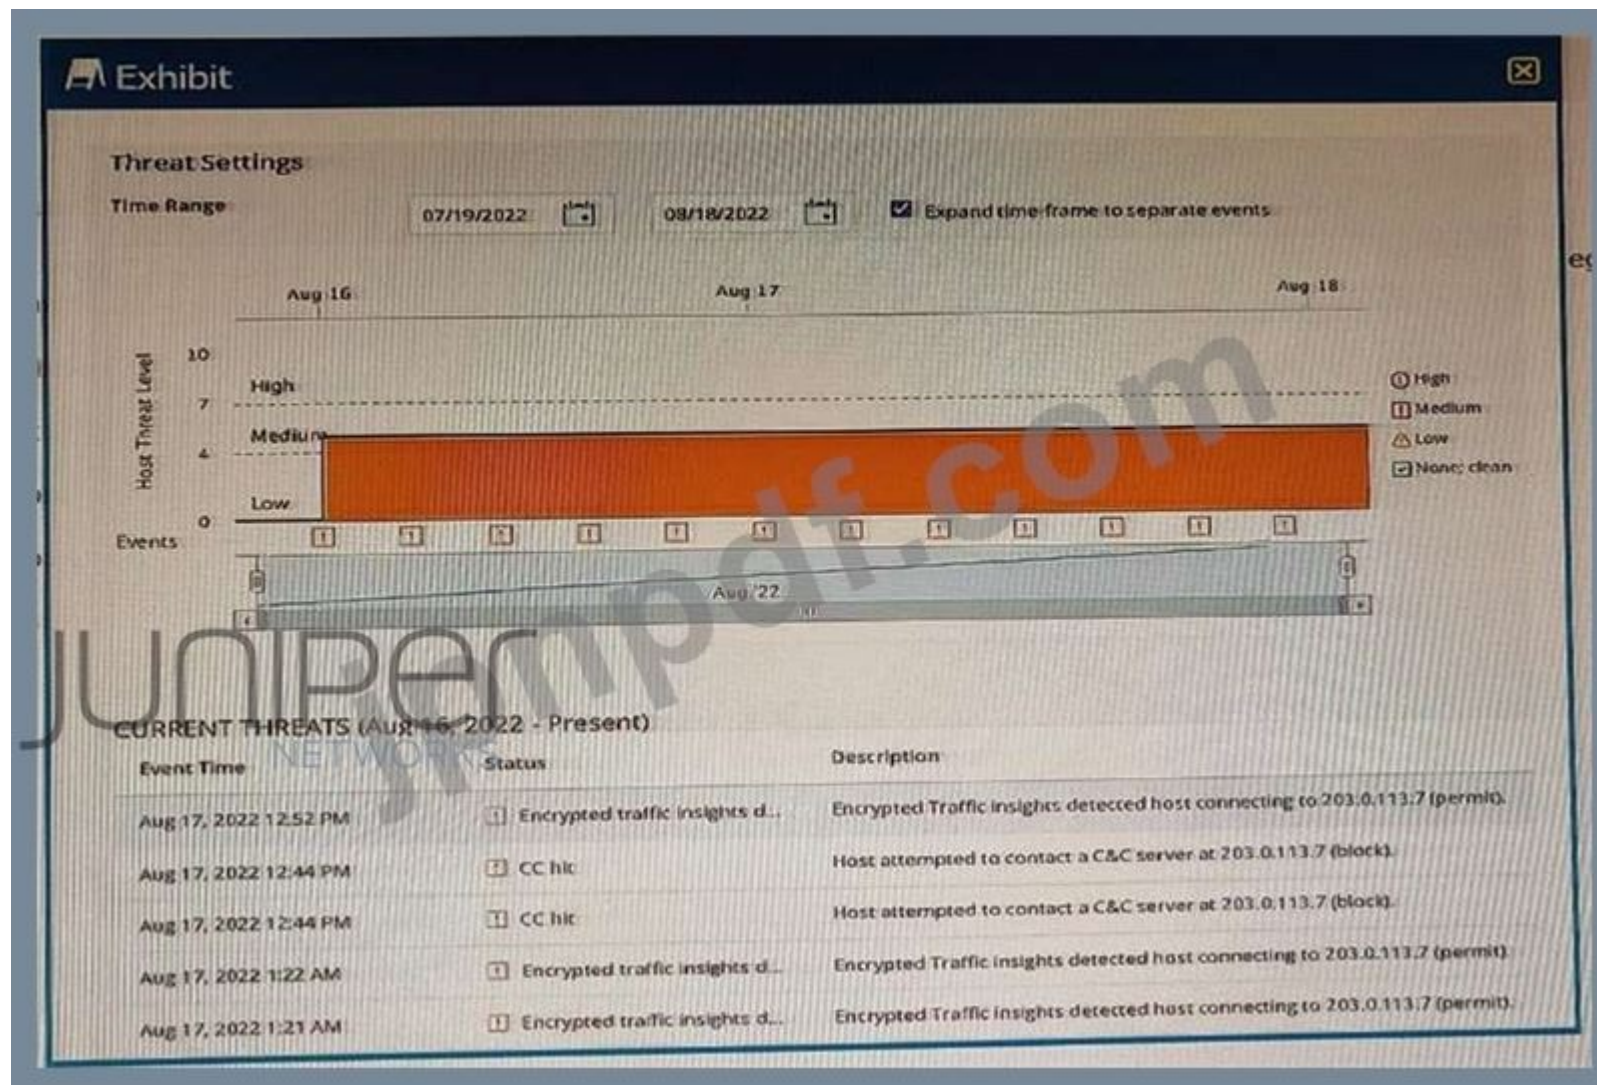 Exhibit
Threat Settings
Time Range 07/19/2022 08/18/2022 Expand time-frame to separate events
Aug 16 Aug 17 Aug 18
Host Threat Level
10
High
7
Medium
4
Low
0
High
Medium
Low
None; clean
Events
Aug '22
jnmpdf.com
JUNIPER
NETWORKS
CURRENT THREATS (Aug 16, 2022 - Present)
Event Time Status Description
Aug 17, 2022 12:52 PM Encrypted traffic insights d... Encrypted Traffic Insights detected host connecting to 203.0.113.7 (permit).
Aug 17, 2022 12:44 PM CC hit Host attempted to contact a C&C server at 203.0.113.7 (block).
Aug 17, 2022 12:44 PM CC hit Host attempted to contact a C&C server at 203.0.113.7 (block).
Aug 17, 2022 1:22 AM Encrypted traffic insights d... Encrypted Traffic Insights detected host connecting to 203.0.113.7 (permit).
Aug 17, 2022 1:21 AM Encrypted traffic insights d... Encrypted Traffic Insights detected host connecting to 203.0.113.7 (permit).